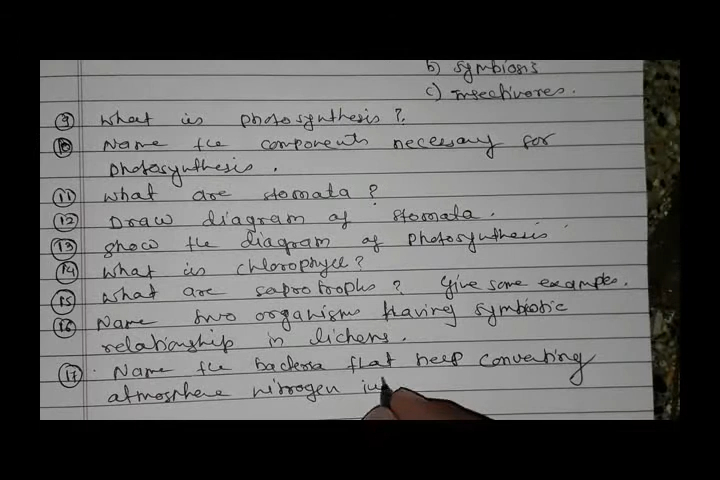 b) symbiosis
c) insectivores.
9 What is photosynthesis?
10 Name the components necessary for
photosynthesis.
11 What are stomata?
12 Draw diagram of stomata.
13 Show the diagram of photosynthesis
14 What is chlorophyll?
15 What are saprotrophs? Give some examples.
16 Name two organisms having symbiotic
relationship in lichens.
17 Name the bacteria that help converting
atmosphere nitrogen